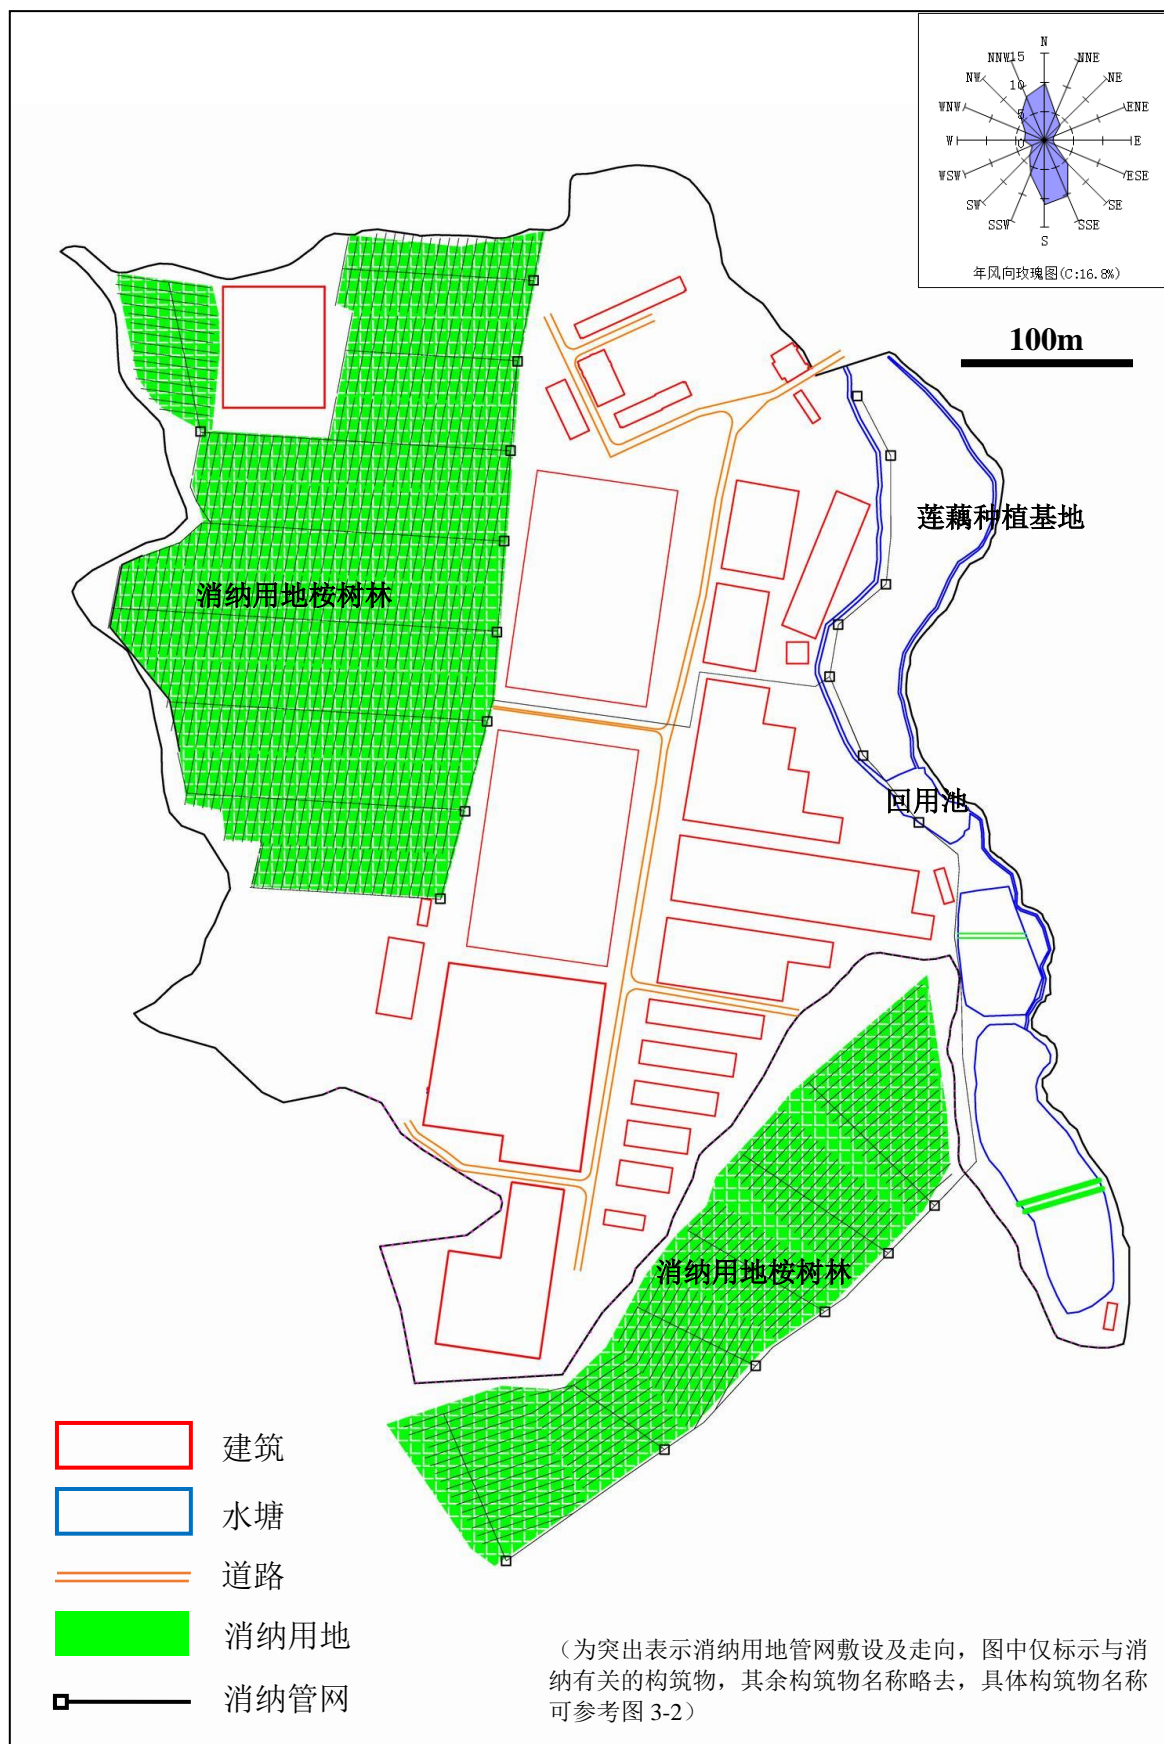 N
NNW
15
NNE
NW
10
NE
WNW
5
ENE
W
0
E
WSW
ESE
SW
SE
SSW
SSE
S
年风向玫瑰图(C:16.8%)
100m
莲藕种植基地
消纳用地桉树林
回用池
消纳用地桉树林
建筑
水塘
道路
消纳用地
消纳管网
（为突出表示消纳用地管网敷设及走向，图中仅标示与消
纳有关的构筑物，其余构筑物名称略去，具体构筑物名称
可参考图 3-2）